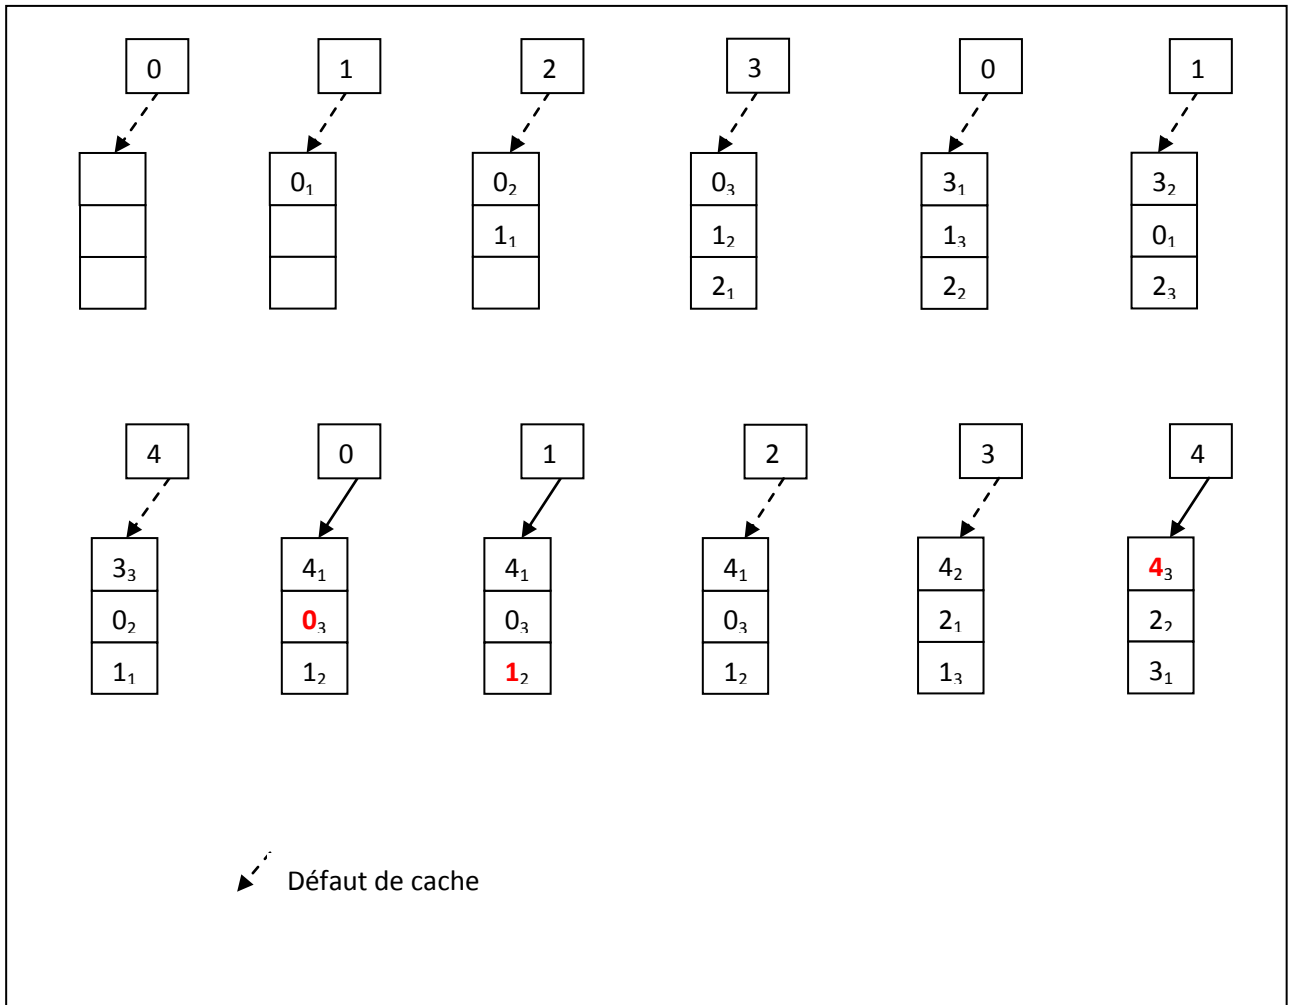 0 1 2 3 0 1
0₁ 0₂ 0₃ 3₁ 3₂
1₁ 1₂ 1₃ 0₁
2₁ 2₂ 2₃
4 0 1 2 3 4
3₃ 4₁ 4₁ 4₁ 4₂ 4₃
0₂ 0₃ 0₃ 0₃ 2₁ 2₂
1₁ 1₂ 1₂ 1₂ 1₃ 3₁
Défaut de cache